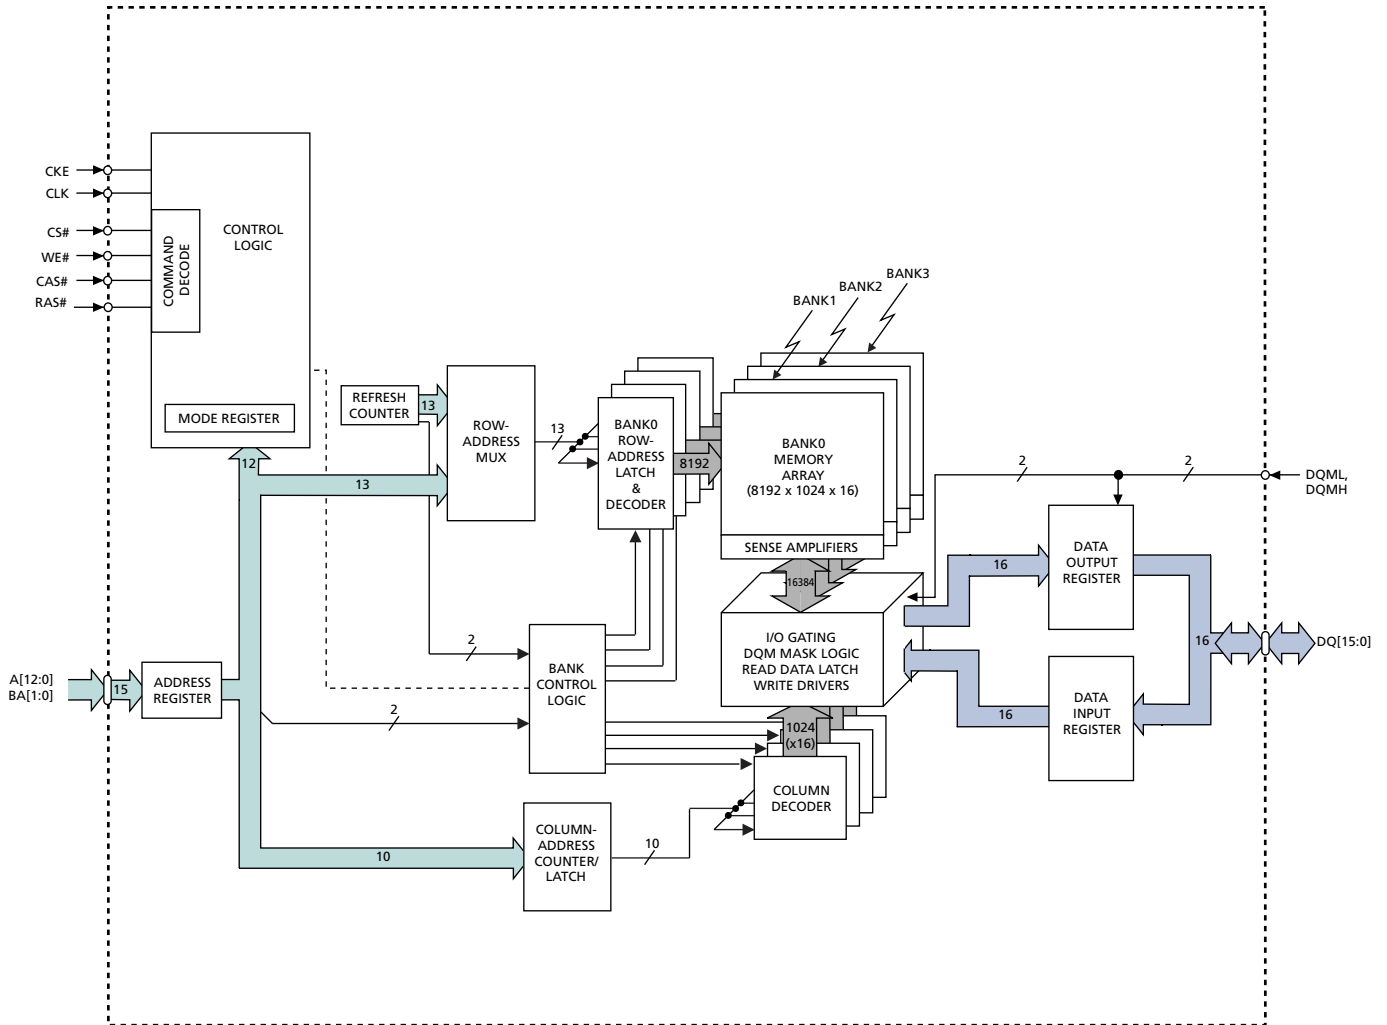 BANK3
BANK2
BANK1
CKE
CLK
CS#
WE#
CAS#
RAS#
COMMAND
DECODE
CONTROL
LOGIC
MODE REGISTER
12
13
REFRESH
COUNTER
13
ROW-
ADDRESS
MUX
13
BANK0
ROW-
ADDRESS
LATCH
&
DECODER
8192
BANK0
MEMORY
ARRAY
(8192 x 1024 x 16)
SENSE AMPLIFIERS
16384
I/O GATING
DQM MASK LOGIC
READ DATA LATCH
WRITE DRIVERS
2
2
DQML,
DQMH
DATA
OUTPUT
REGISTER
16
16
DQ[15:0]
DATA
INPUT
REGISTER
16
A[12:0]
BA[1:0]
15
ADDRESS
REGISTER
2
2
BANK
CONTROL
LOGIC
1024
(x16)
COLUMN
DECODER
10
COLUMN-
ADDRESS
COUNTER/
LATCH
10